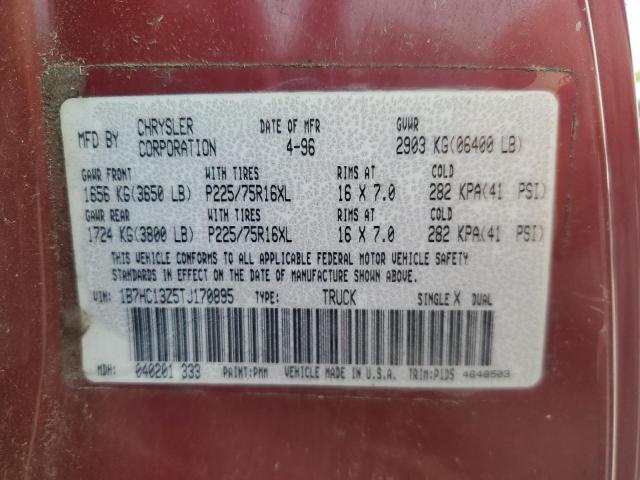 MFD BY CHRYSLER CORPORATION DATE OF MFR 4-96 GVWR 2903 KG(06400 LB)
GAWR FRONT WITH TIRES RIMS AT COLD
1656 KG(3650 LB) P225/75R16XL 16 X 7.0 282 KPA(41 PSI)
GAWR REAR WITH TIRES RIMS AT COLD
1724 KG(3800 LB) P225/75R16XL 16 X 7.0 282 KPA(41 PSI)
THIS VEHICLE CONFORMS TO ALL APPLICABLE FEDERAL MOTOR VEHICLE SAFETY
STANDARDS IN EFFECT ON THE DATE OF MANUFACTURE SHOWN ABOVE.
VIN: 1B7HC13Z5TJ170895 TYPE: TRUCK SINGLE X DUAL
MDH: 040201 333 PAINT:PMM VEHICLE MADE IN U.S.A. TRIM:P1D5 4648503